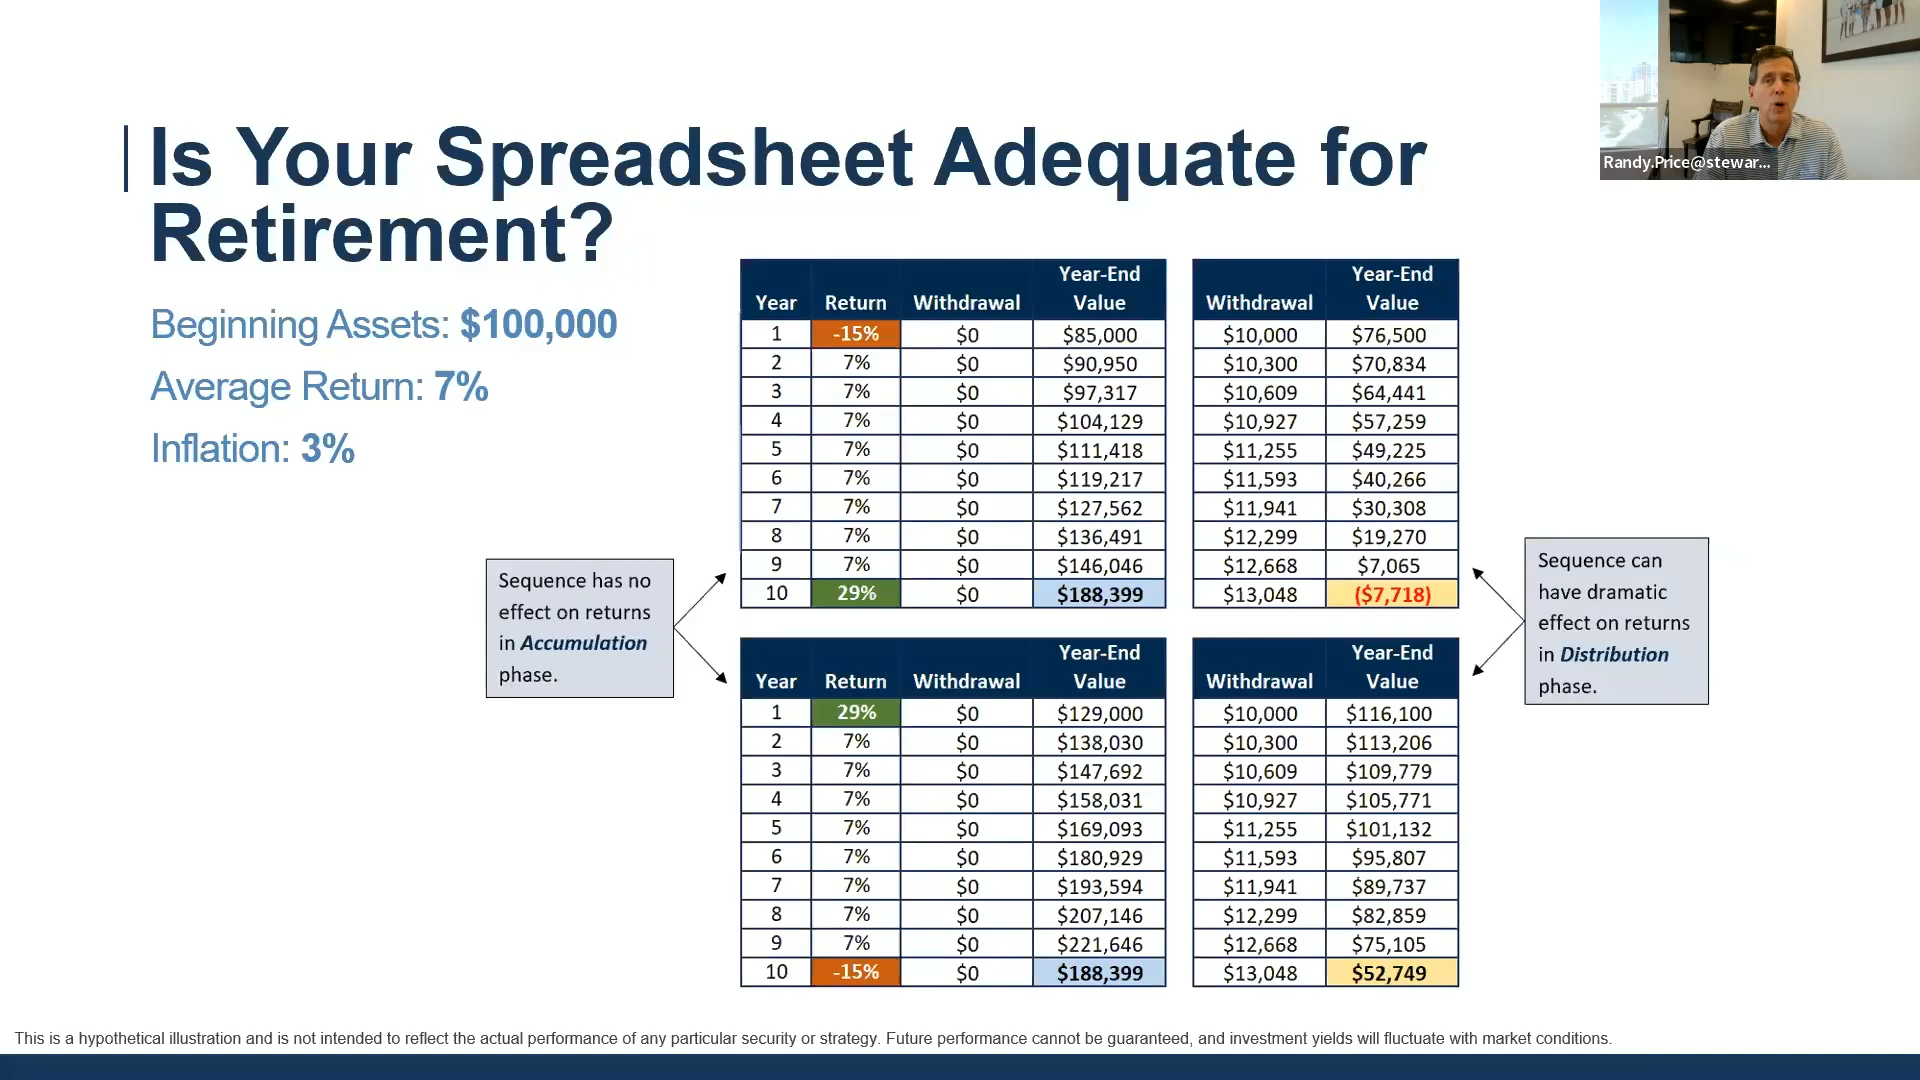 Is Your Spreadsheet Adequate for
Retirement?
Randy.Price@stewar...
Beginning Assets: $100,000
Average Return: 7%
Inflation: 3%
Year Return Withdrawal Year-End Value
1 -15% $0 $85,000
2 7% $0 $90,950
3 7% $0 $97,317
4 7% $0 $104,129
5 7% $0 $111,418
6 7% $0 $119,217
7 7% $0 $127,562
8 7% $0 $136,491
9 7% $0 $146,046
10 29% $0 $188,399
Withdrawal Year-End Value
$10,000 $76,500
$10,300 $70,834
$10,609 $64,441
$10,927 $57,259
$11,255 $49,225
$11,593 $40,266
$11,941 $30,308
$12,299 $19,270
$12,668 $7,065
$13,048 ($7,718)
Sequence has no
effect on returns
in Accumulation
phase.
Sequence can
have dramatic
effect on returns
in Distribution
phase.
Year Return Withdrawal Year-End Value
1 29% $0 $129,000
2 7% $0 $138,030
3 7% $0 $147,692
4 7% $0 $158,031
5 7% $0 $169,093
6 7% $0 $180,929
7 7% $0 $193,594
8 7% $0 $207,146
9 7% $0 $221,646
10 -15% $0 $188,399
Withdrawal Year-End Value
$10,000 $116,100
$10,300 $113,206
$10,609 $109,779
$10,927 $105,771
$11,255 $101,132
$11,593 $95,807
$11,941 $89,737
$12,299 $82,859
$12,668 $75,105
$13,048 $52,749
This is a hypothetical illustration and is not intended to reflect the actual performance of any particular security or strategy. Future performance cannot be guaranteed, and investment yields will fluctuate with market conditions.